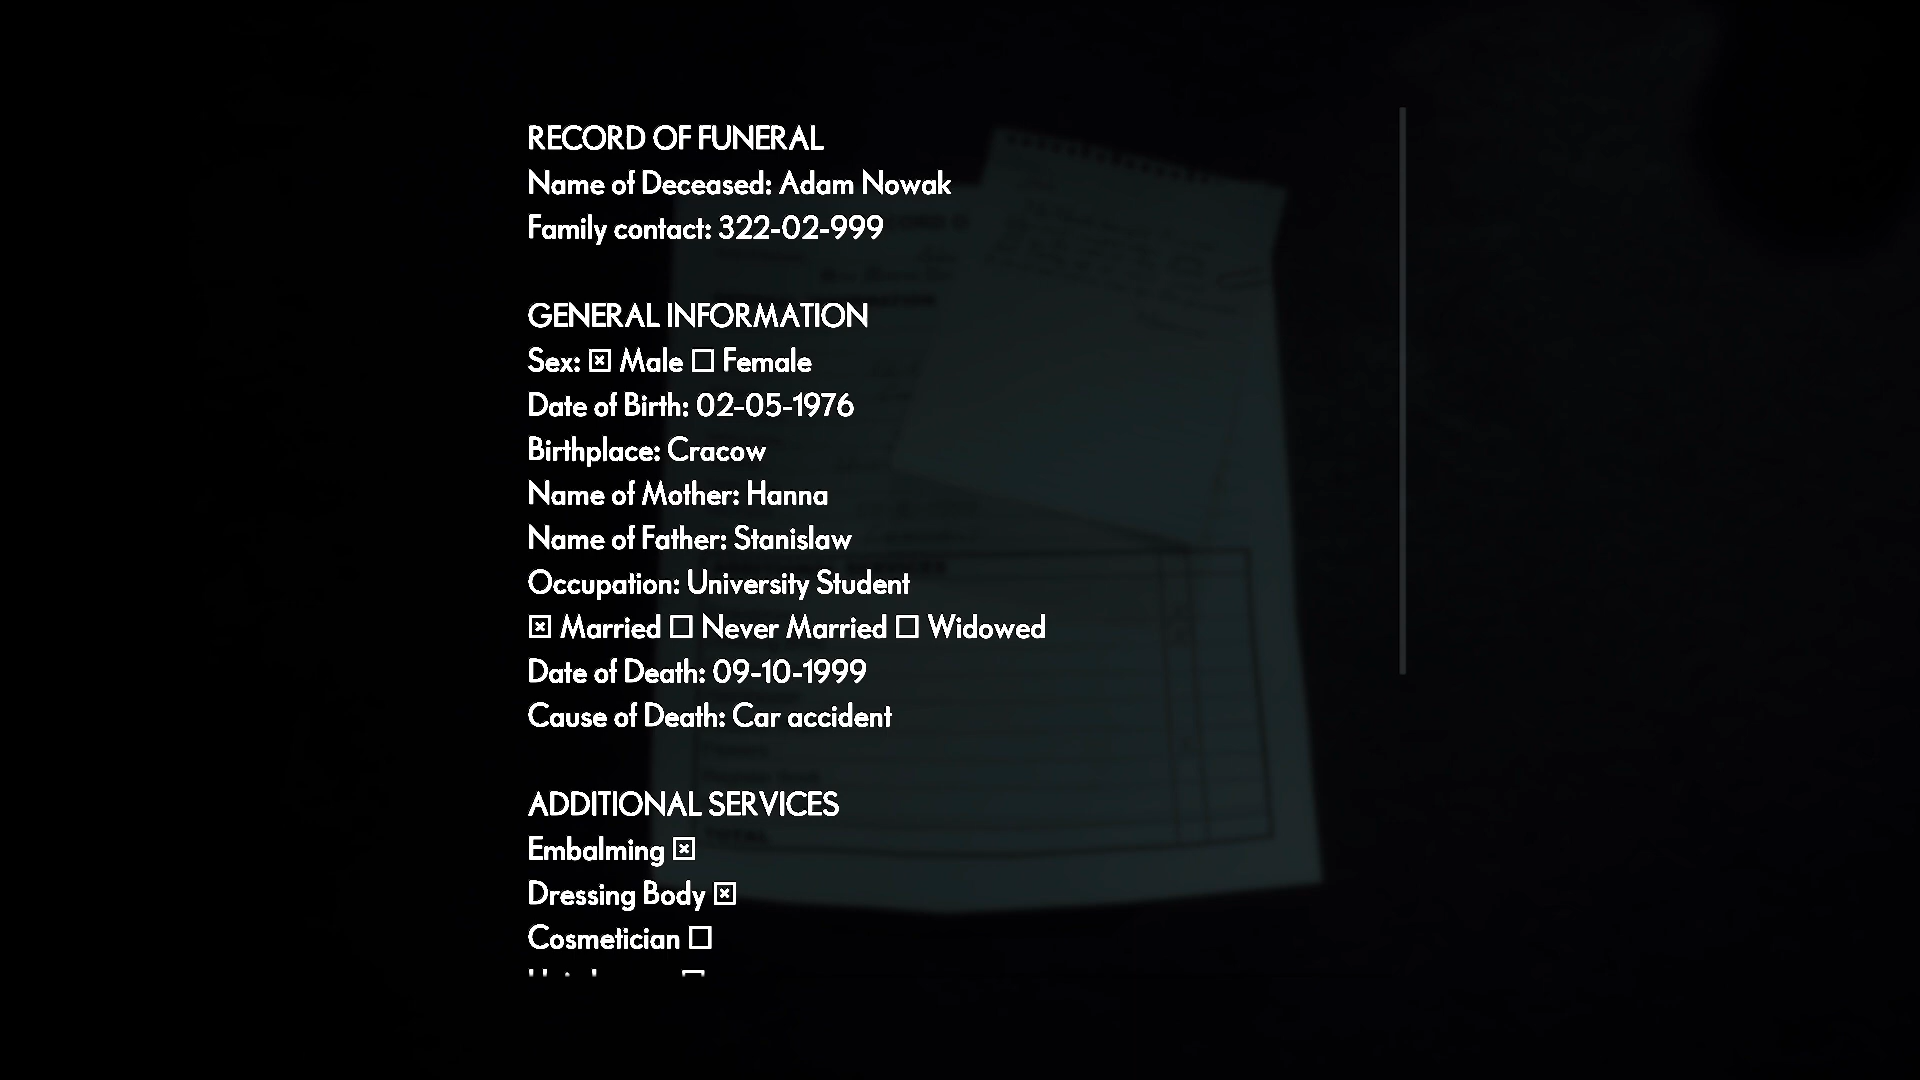 RECORD OF FUNERAL
Name of Deceased: Adam Nowak
Family contact: 322-02-999
GENERAL INFORMATION
Sex: ☒ Male ☐ Female
Date of Birth: 02-05-1976
Birthplace: Cracow
Name of Mother: Hanna
Name of Father: Stanislaw
Occupation: University Student
☒ Married ☐ Never Married ☐ Widowed
Date of Death: 09-10-1999
Cause of Death: Car accident
ADDITIONAL SERVICES
Embalming ☒
Dressing Body ☒
Cosmetician ☐